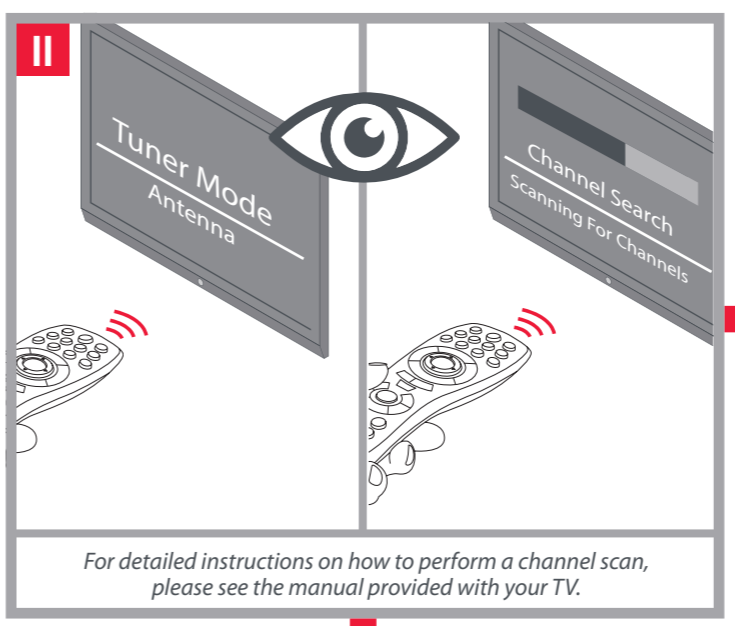 II
Tuner Mode
Antenna
Channel Search
Scanning For Channels
For detailed instructions on how to perform a channel scan,
please see the manual provided with your TV.